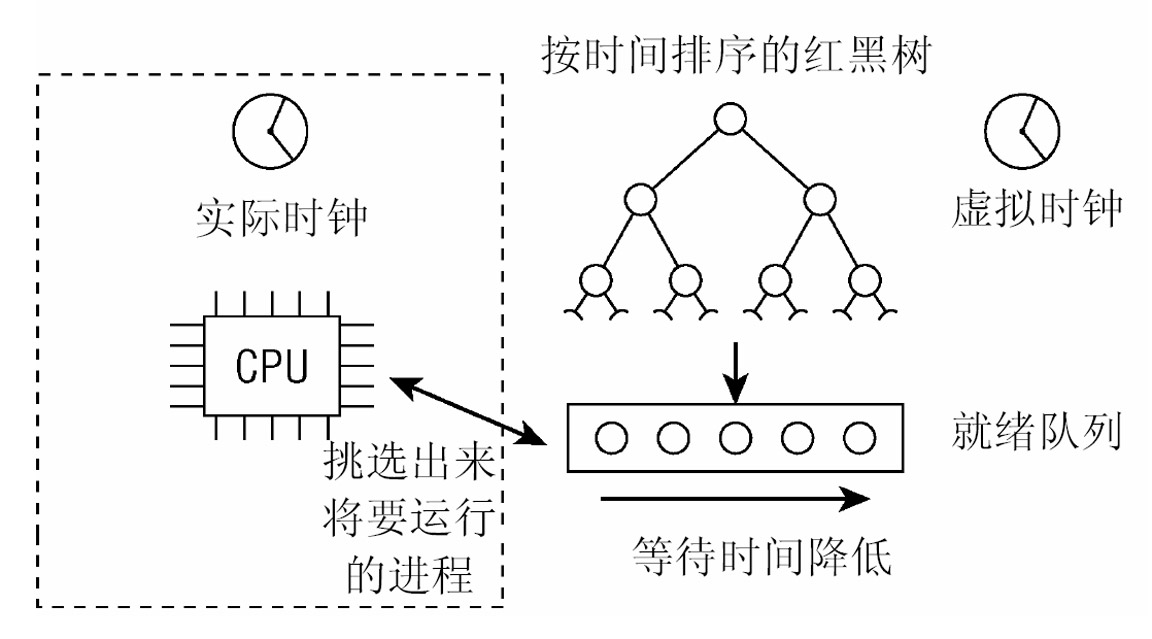 按时间排序的红黑树
实际时钟
虚拟时钟
CPU
就绪队列
挑选出来
将要运行
的进程
等待时间降低